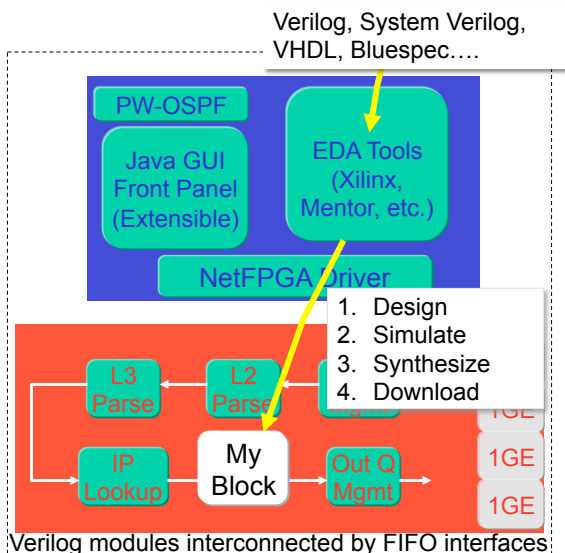 Verilog, System Verilog,
VHDL, Bluespec….
PW-OSPF
Java GUI
Front Panel
(Extensible)
EDA Tools
(Xilinx,
Mentor, etc.)
NetFPGA Driver
1. Design
2. Simulate
3. Synthesize
4. Download
L3
Parse
L2
Parse
Mgmt
1GE
IP
Lookup
My
Block
Out Q
Mgmt
1GE
1GE
Verilog modules interconnected by FIFO interfaces